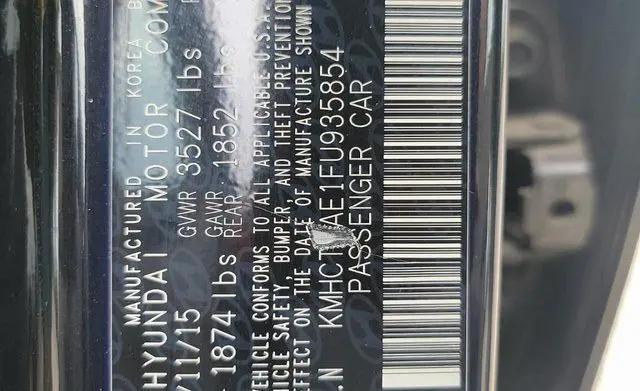 MANUFACTURED IN KOREA B
HYUNDAI MOTOR COM
/11/15 GVWR 3527 lbs
1874 lbs GAWR REAR 1852 lbs
VEHICLE CONFORMS TO ALL APPLICABLE U.S.A
HICLE SAFETY, BUMPER, AND THEFT PREVENTION
EFFECT ON THE DATE OF MANUFACTURE SHOWN
.N KMHCT AE1FU935854
PASSENGER CAR